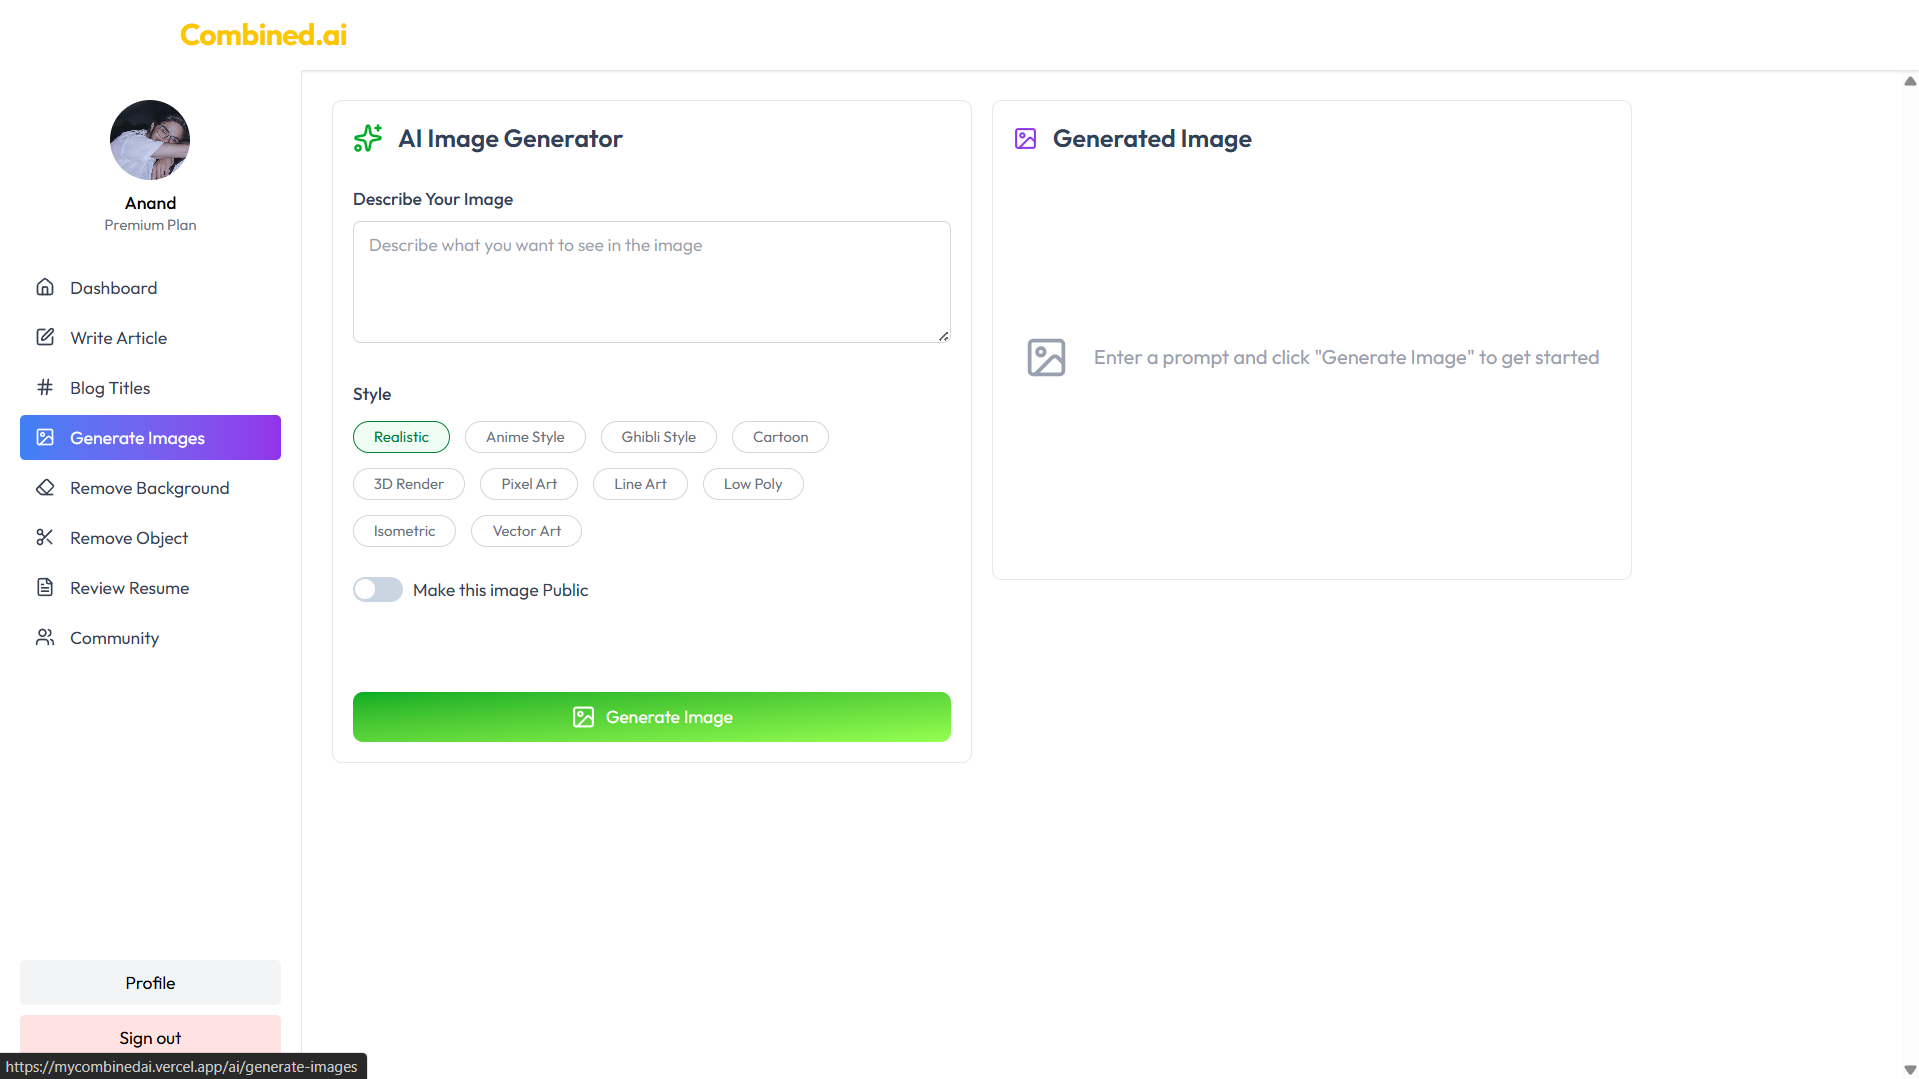 Combined.ai
Anand
Premium Plan
Dashboard
Write Article
Blog Titles
Generate Images
Remove Background
Remove Object
Review Resume
Community
Profile
Sign out
https://mycombinedai.vercel.app/ai/generate-images
AI Image Generator
Describe Your Image
Describe what you want to see in the image
Style
Realistic Anime Style Ghibli Style Cartoon
3D Render Pixel Art Line Art Low Poly
Isometric Vector Art
Make this image Public
Generate Image
Generated Image
Enter a prompt and click "Generate Image" to get started